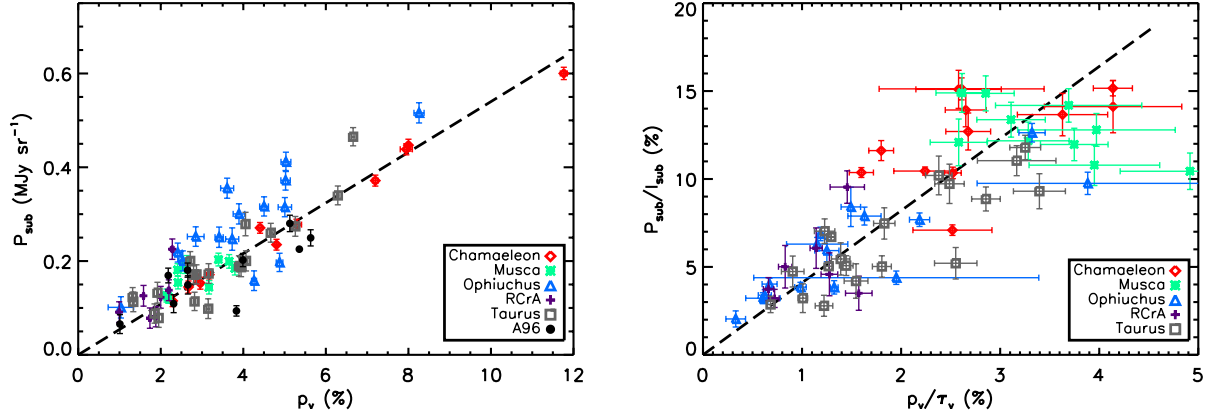 P_sub (MJy sr⁻¹)
0.6
0.4
0.2
0.0
0 2 4 6 8 10 12
p_v (%)
Chamaeleon
Musca
Ophiuchus
RCrA
Taurus
A96
P_sub/I_sub (%)
20
15
10
5
0
0 1 2 3 4 5
p_v/τ_v (%)
Chamaeleon
Musca
Ophiuchus
RCrA
Taurus